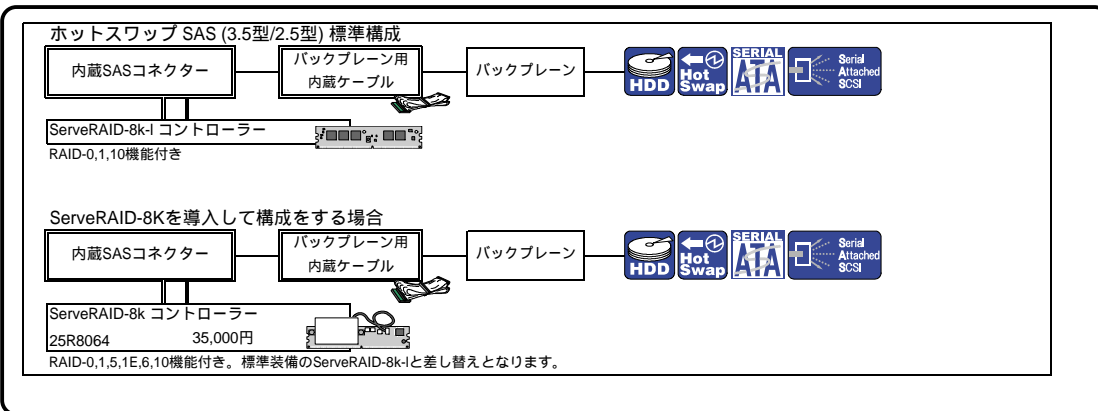 ホットスワップ SAS (3.5型/2.5型) 標準構成
内蔵SASコネクター
バックプレーン用
内蔵ケーブル
バックプレーン
HDD
Hot
Swap
SERIAL
ATA
Serial
Attached
SCSI
ServeRAID-8k-l コントローラー
RAID-0,1,10機能付き
ServeRAID-8Kを導入して構成をする場合
内蔵SASコネクター
バックプレーン用
内蔵ケーブル
バックプレーン
HDD
Hot
Swap
SERIAL
ATA
Serial
Attached
SCSI
ServeRAID-8k コントローラー
25R8064 35,000円
RAID-0,1,5,1E,6,10機能付き。標準装備のServeRAID-8k-lと差し替えとなります。